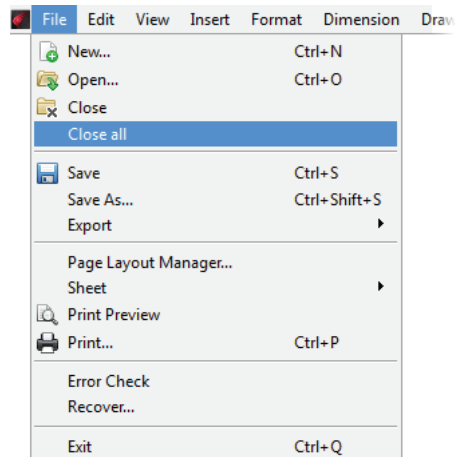 File Edit View Insert Format Dimension Draw
New... Ctrl+N
Open... Ctrl+O
Close
Close all
Save Ctrl+S
Save As... Ctrl+Shift+S
Export
Page Layout Manager...
Sheet
Print Preview
Print... Ctrl+P
Error Check
Recover...
Exit Ctrl+Q